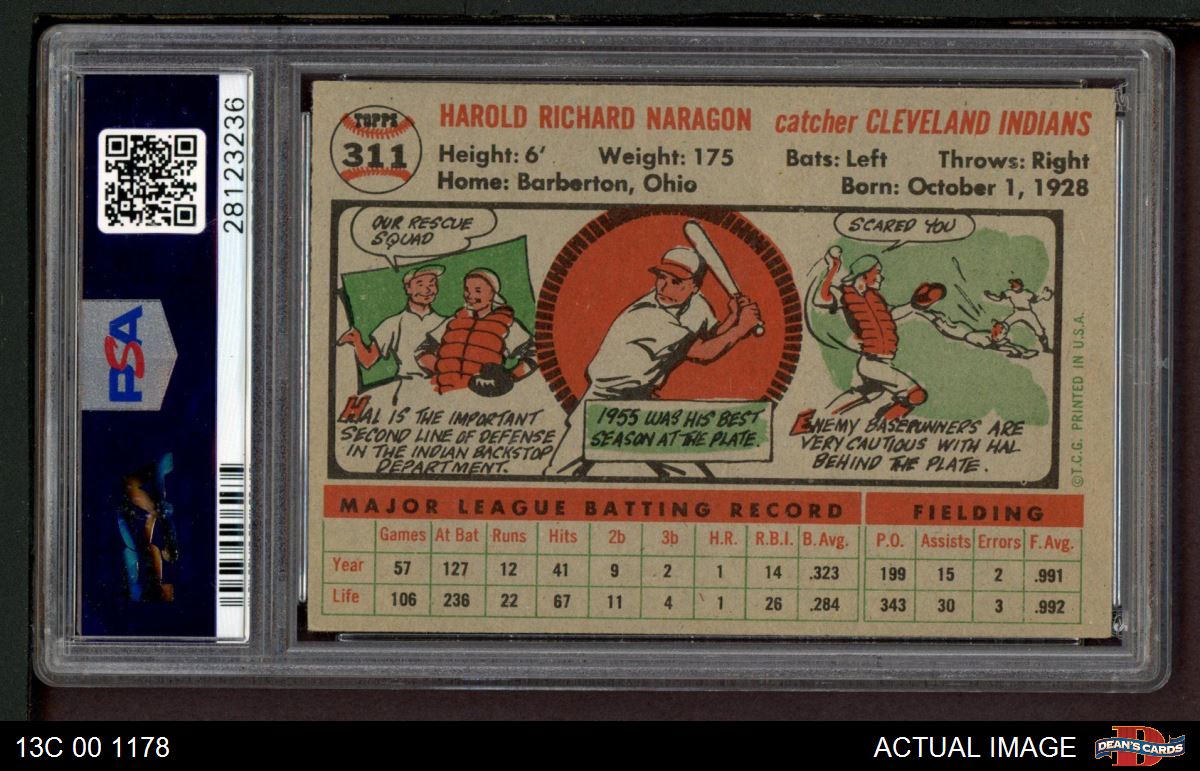 28123236
PSA
TOPPS
311
HAROLD RICHARD NARAGON catcher CLEVELAND INDIANS
Height: 6' Weight: 175 Bats: Left Throws: Right
Home: Barberton, Ohio Born: October 1, 1928
OUR RESCUE
SQUAD
SCARED YOU
HAL IS THE IMPORTANT
SECOND LINE OF DEFENSE
IN THE INDIAN BACKSTOP
DEPARTMENT.
1955 WAS HIS BEST
SEASON AT THE PLATE.
ENEMY BASERUNNERS ARE
VERY CAUTIOUS WITH HAL
BEHIND THE PLATE.
©T.C.G. PRINTED IN U.S.A.
MAJOR LEAGUE BATTING RECORD FIELDING
Games At Bat Runs Hits 2b 3b H.R. R.B.I. B.Avg. P.O. Assists Errors F.Avg.
Year 57 127 12 41 9 2 1 14 .323 199 15 2 .991
Life 106 236 22 67 11 4 1 26 .284 343 30 3 .992
13C 00 1178 ACTUAL IMAGE
D
DEAN'S CARDS